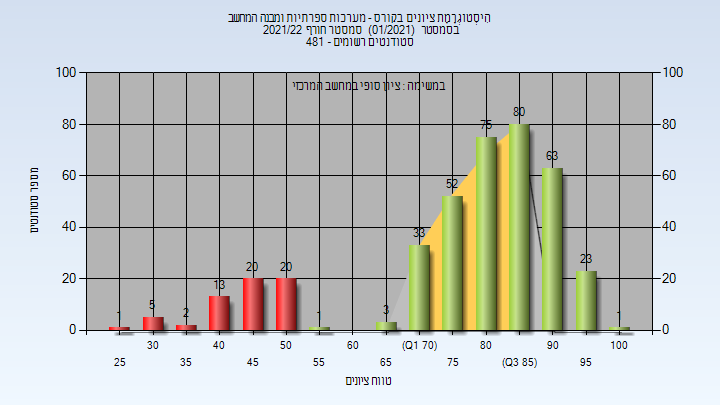 היסטוגרמת ציונים בקורס - מערכות ספרתיות ומבנה המחשב
בסמסטר (01/2021) סמסטר חורף 2021/22
סטודנטים רשומים - 481
במשימה : ציון סופי במחשב המרכזי
מספר סטודנטים
100 100
80 80
60 60
40 40
20 20
0 0
1 5 2 13 20 20 1 3 33 52 75 80 63 23 1
30 40 50 60 (Q1 70) 80 90 100
25 35 45 55 65 75 (Q3 85) 95
טווח ציונים